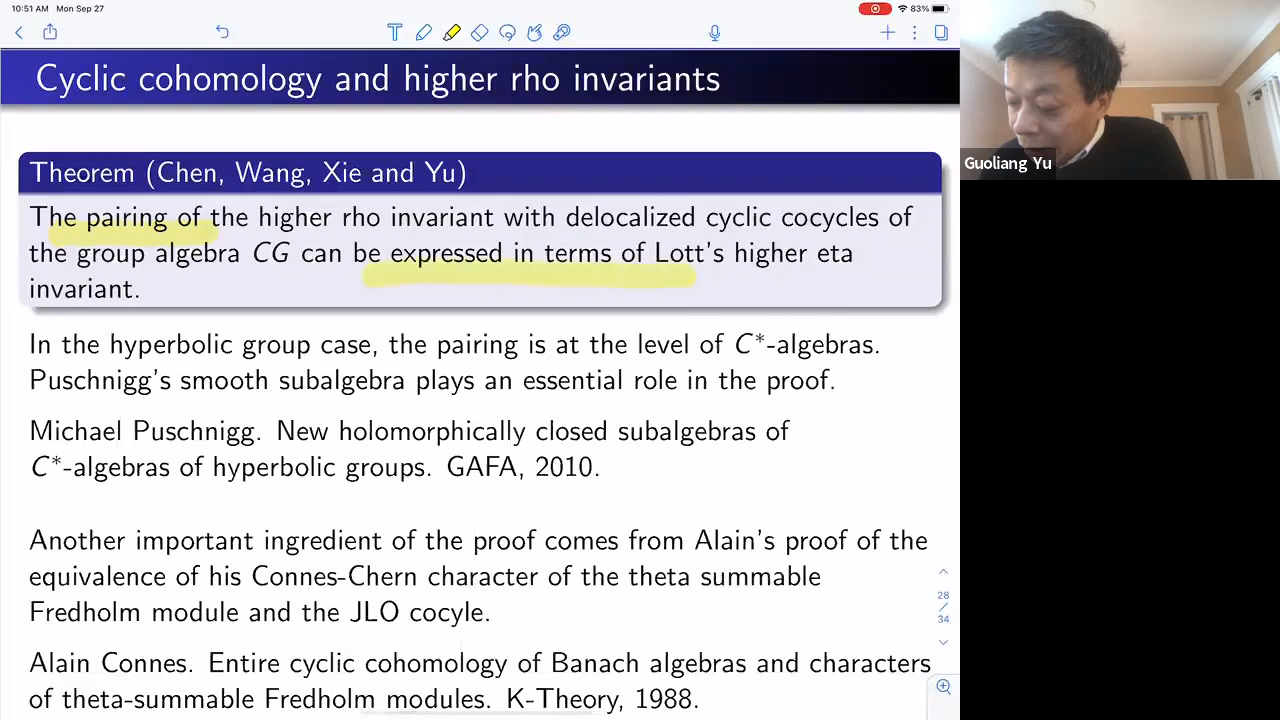 10:51 AM Mon Sep 27
83%
Cyclic cohomology and higher rho invariants
Theorem (Chen, Wang, Xie and Yu)
The pairing of the higher rho invariant with delocalized cyclic cocycles of
the group algebra CG can be expressed in terms of Lott's higher eta
invariant.
In the hyperbolic group case, the pairing is at the level of C*-algebras.
Puschnigg's smooth subalgebra plays an essential role in the proof.
Michael Puschnigg. New holomorphically closed subalgebras of
C*-algebras of hyperbolic groups. GAFA, 2010.
Another important ingredient of the proof comes from Alain's proof of the
equivalence of his Connes-Chern character of the theta summable
Fredholm module and the JLO cocyle.
Alain Connes. Entire cyclic cohomology of Banach algebras and characters
of theta-summable Fredholm modules. K-Theory, 1988.
28
/
34
Guoliang Yu